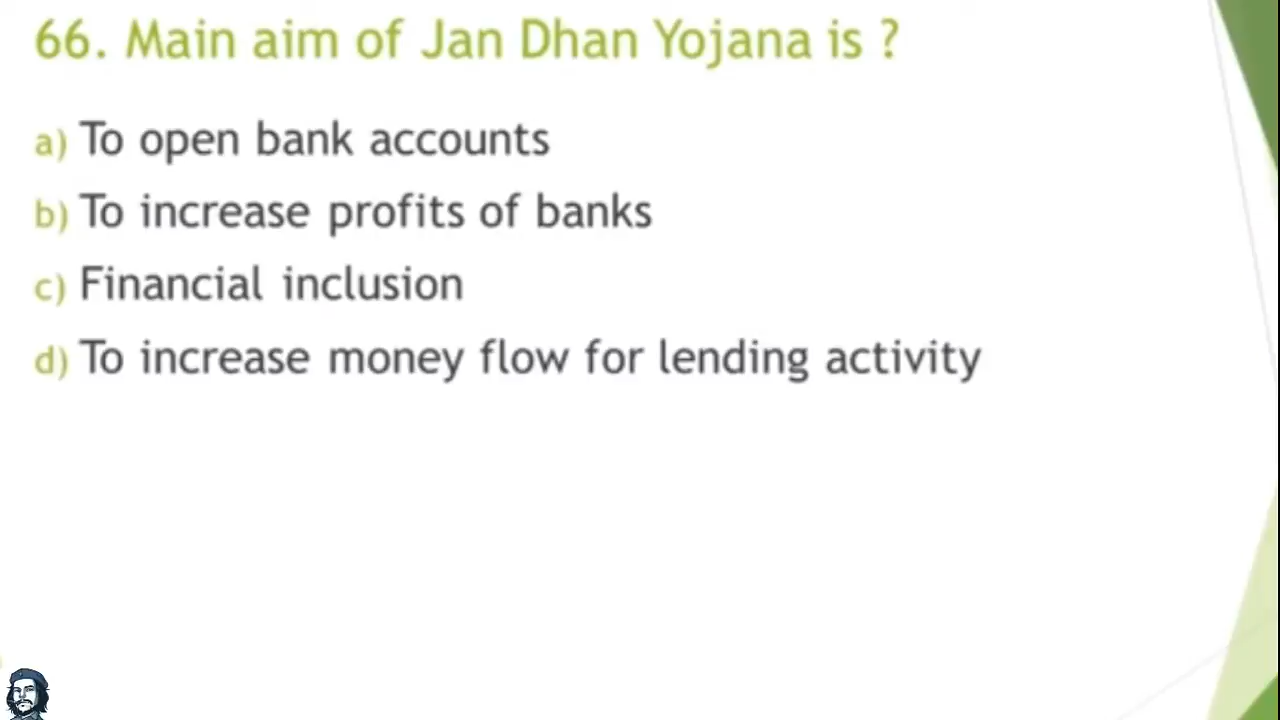 66. Main aim of Jan Dhan Yojana is ?
a) To open bank accounts
b) To increase profits of banks
c) Financial inclusion
d) To increase money flow for lending activity